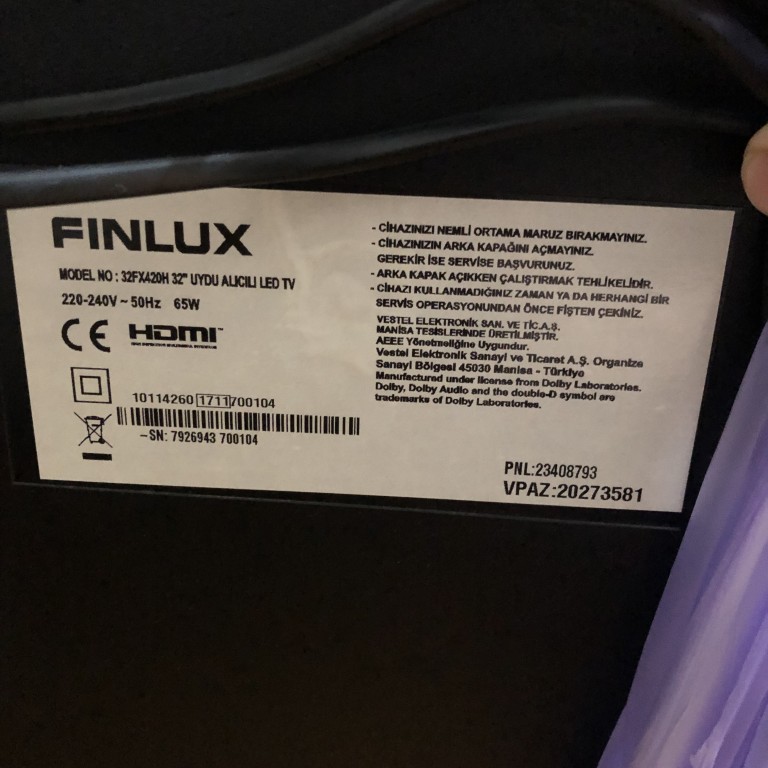 FINLUX
MODEL NO : 32FX420H 32" UYDU ALICILI LED TV
220-240V ~ 50Hz 65W
CE HDMI™
HIGH-DEFINITION MULTIMEDIA INTERFACE
10114260 1711 700104
-SN: 7926943 700104
- CİHAZINIZI NEMLİ ORTAMA MARUZ BIRAKMAYINIZ.
- CİHAZINIZIN ARKA KAPAĞINI AÇMAYINIZ.
GEREKİR İSE SERVİSE BAŞVURUNUZ.
- ARKA KAPAK AÇIKKEN ÇALIŞTIRMAK TEHLİKELİDİR.
- CİHAZI KULLANMADIĞINIZ ZAMAN YA DA HERHANGİ BİR
SERVİS OPERASYONUNDAN ÖNCE FİŞTEN ÇEKİNİZ.
VESTEL ELEKTRONİK SAN. VE TİC.A.Ş.
MANİSA TESİSLERİNDE ÜRETİLMİŞTİR.
AEEE Yönetmeliğine Uygundur.
Vestel Elektronik Sanayi ve Ticaret A.Ş. Organize
Sanayi Bölgesi 45030 Manisa - Türkiye
Manufactured under license from Dolby Laboratories.
Dolby, Dolby Audio and the double-D symbol are
trademarks of Dolby Laboratories.
PNL:23408793
VPAZ:20273581